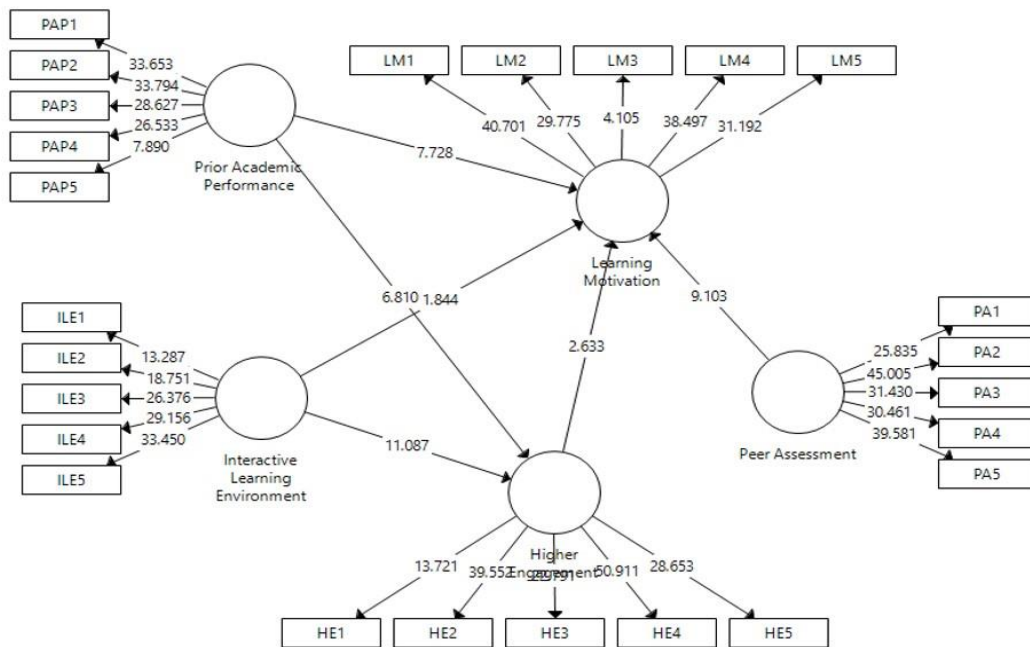 PAP1
PAP2
PAP3
PAP4
PAP5
33.653
33.794
28.627
26.533
7.890
Prior Academic
Performance
LM1
LM2
LM3
LM4
LM5
40.701
29.775
4.105
38.497
31.192
7.728
Learning
Motivation
6.810
1.844
9.103
2.633
ILE1
ILE2
ILE3
ILE4
ILE5
13.287
18.751
26.376
29.156
33.450
Interactive
Learning
Environment
11.087
PA1
PA2
PA3
PA4
PA5
25.835
45.005
31.430
30.461
39.581
Peer Assessment
Higher
Engagement
13.721
39.552
50.911
28.653
HE1
HE2
HE3
HE4
HE5